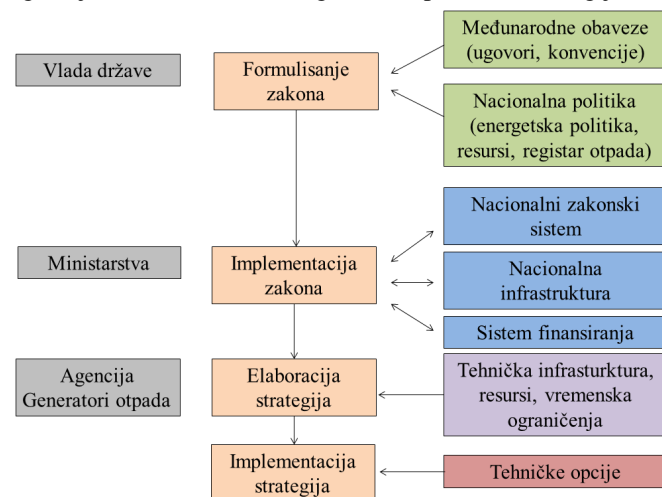 Vlada države
Formulisanje
zakona
Međunarodne obaveze
(ugovori, konvencije)
Nacionalna politika
(energetska politika,
resursi, registar otpada)
Ministarstva
Implementacija
zakona
Nacionalni zakonski
sistem
Nacionalna
infrastruktura
Sistem finansiranja
Agencija
Generatori otpada
Elaboracija
strategija
Tehnička infrasturktura,
resursi, vremenska
ograničenja
Implementacija
strategija
Tehničke opcije